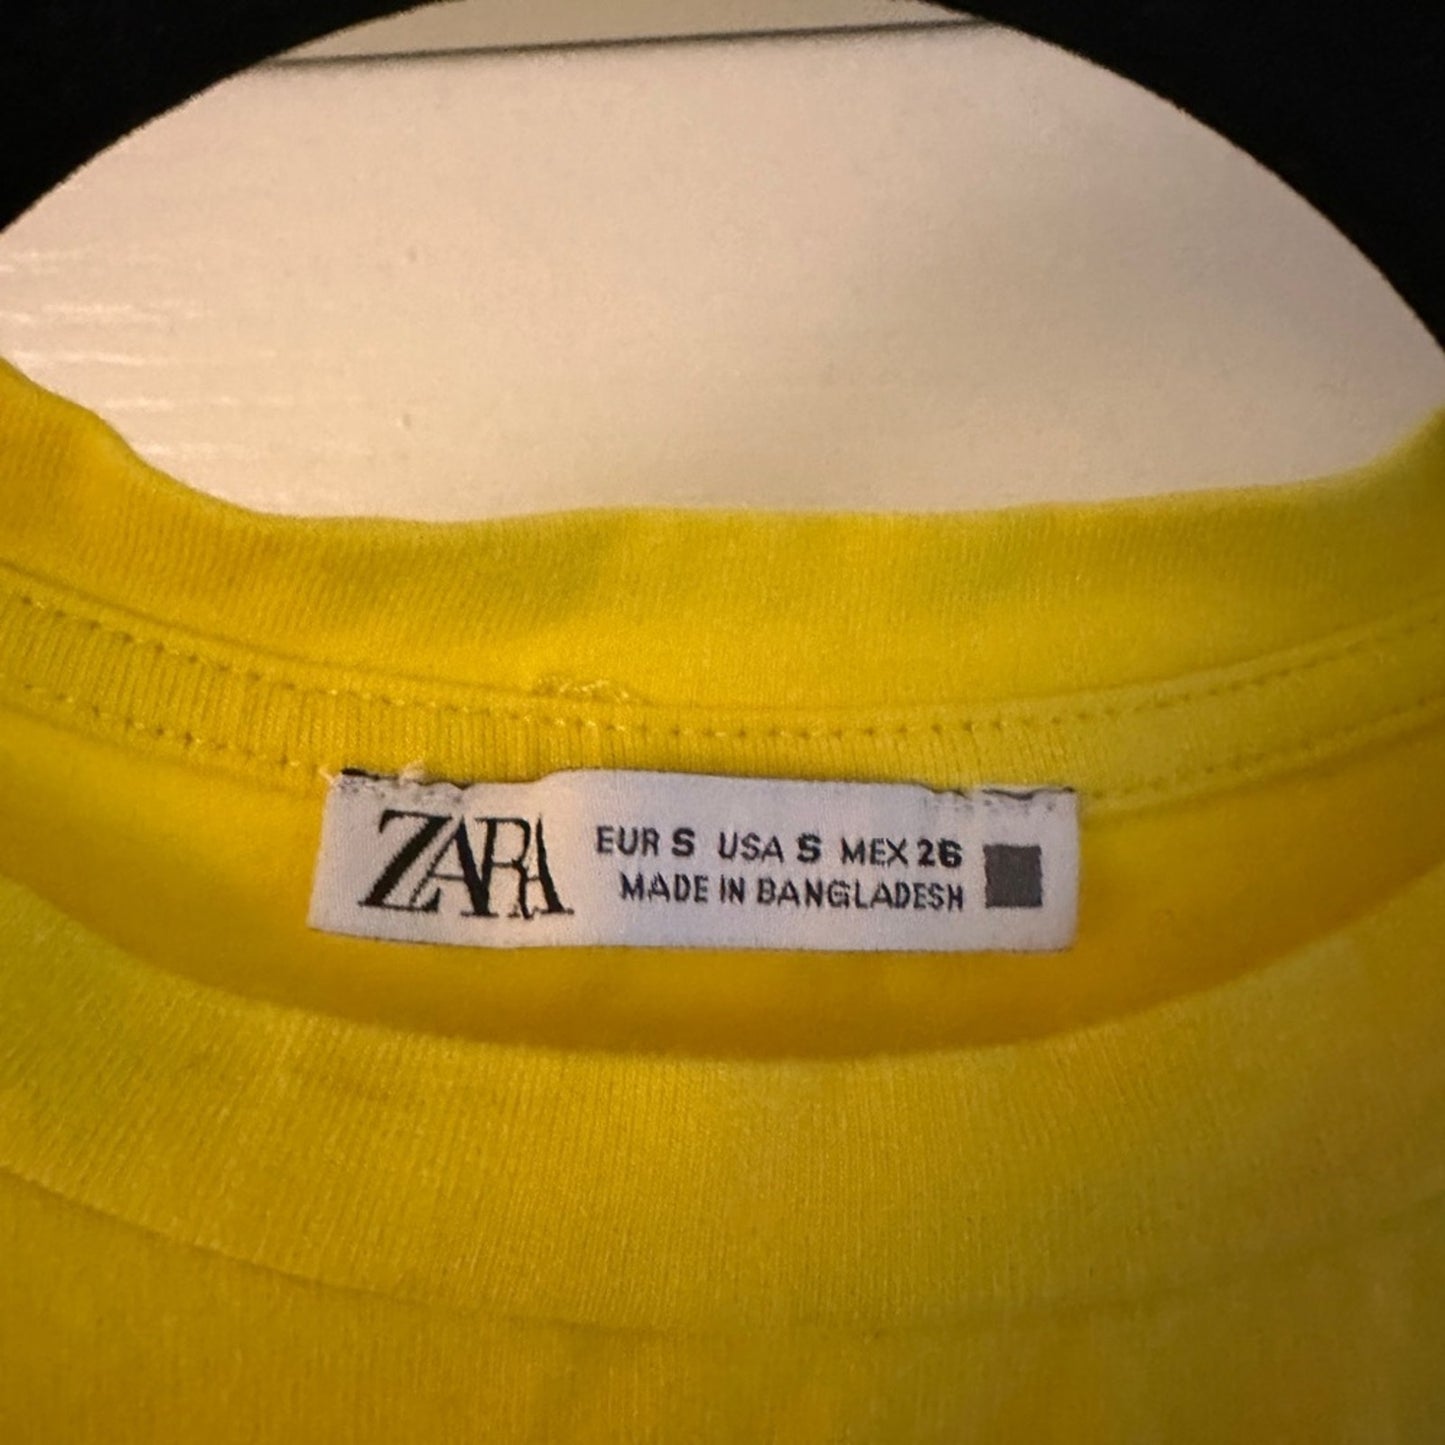 ZARA
EUR S USA S MEX 26
MADE IN BANGLADESH